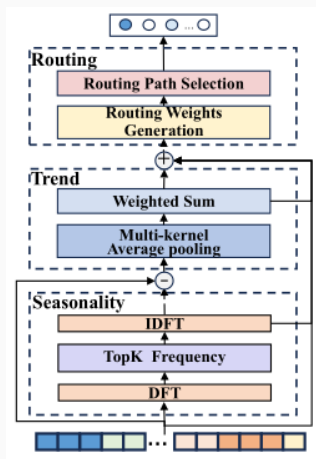 ...
Routing
Routing Path Selection
Routing Weights
Generation
+
Trend
Weighted Sum
Multi-kernel
Average pooling
-
Seasonality
IDFT
TopK Frequency
DFT
...